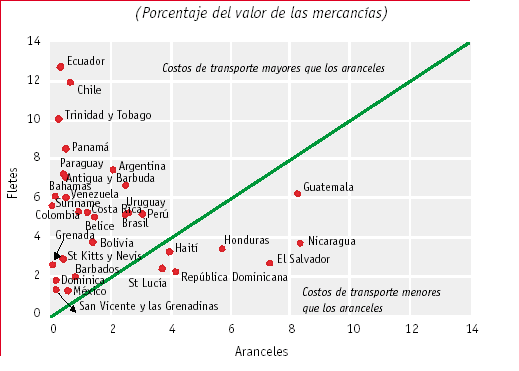 (Porcentaje del valor de las mercancías)
14
12
10
8
6
4
2
0
Fletes
Ecuador
Costos de transporte mayores que los aranceles
Chile
Trinidad y Tobago
Panamá
Paraguay
Argentina
Antigua y Barbuda
Bahamas
Venezuela
Guatemala
Suriname
Uruguay
Colombia
Costa Rica
Perú
Belice
Brasil
Grenada
Bolivia
Haití
Honduras
Nicaragua
St Kitts y Nevis
El Salvador
Barbados
República Dominicana
Dominica
St Lucía
México
San Vicente y las Grenadinas
Costos de transporte menores
que los aranceles
0 2 4 6 8 10 12 14
Aranceles